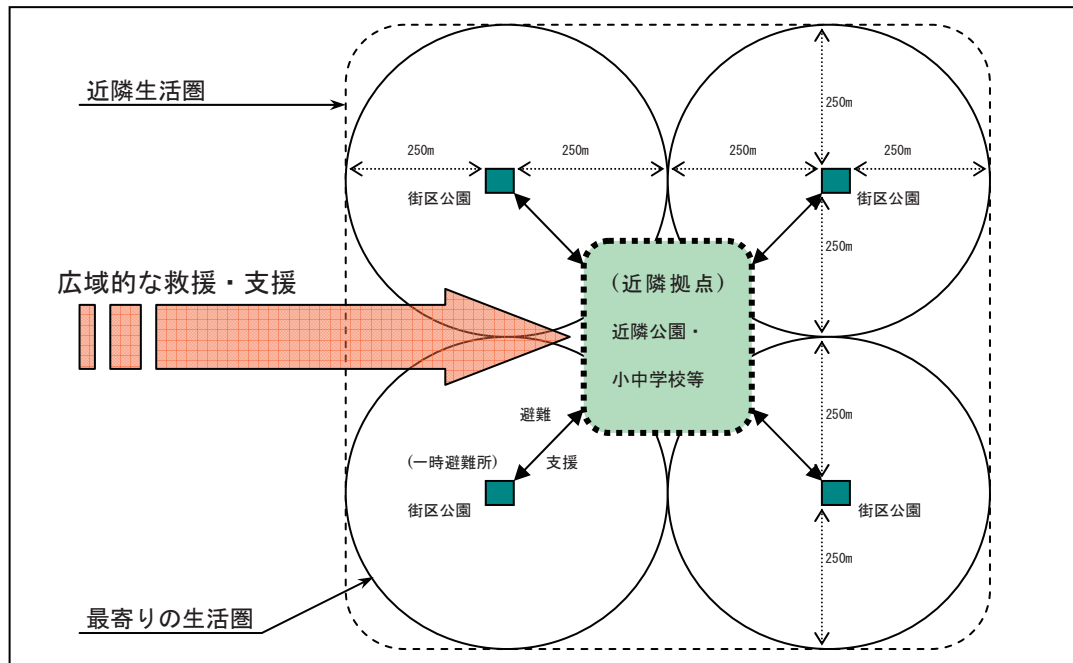 近隣生活圏
250m
250m
250m
250m
250m
250m
街区公園
街区公園
250m
広域的な救援・支援
(近隣拠点)
近隣公園・
小中学校等
避難
250m
(一時避難所)
支援
街区公園
街区公園
250m
最寄りの生活圏